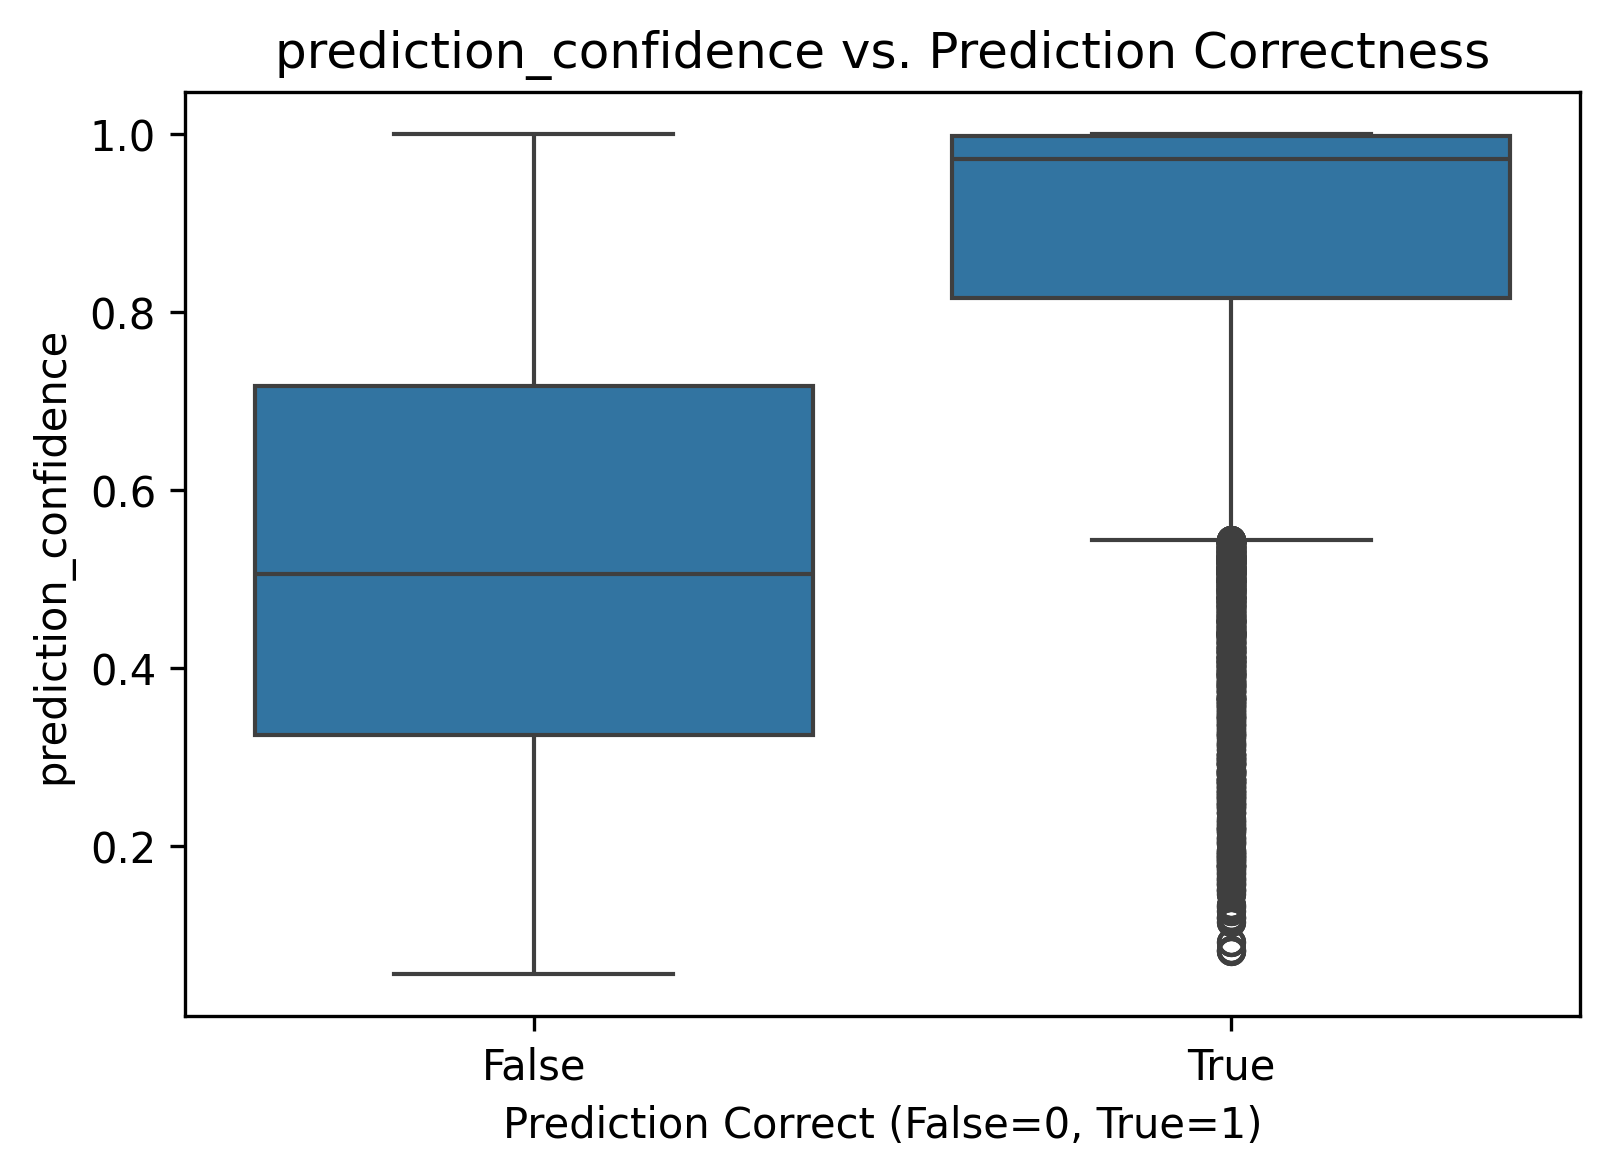 prediction_confidence vs. Prediction Correctness
prediction_confidence
1.0
0.8
0.6
0.4
0.2
False
True
Prediction Correct (False=0, True=1)